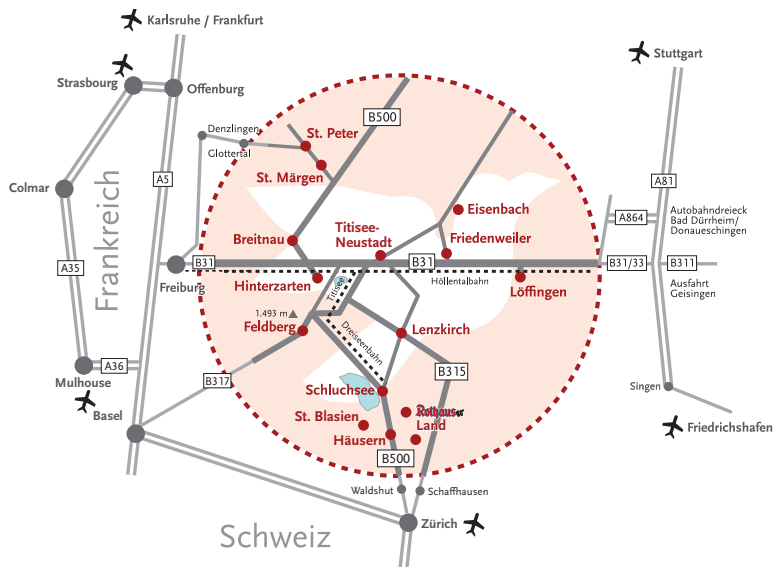 Karlsruhe / Frankfurt
Stuttgart
Strasbourg
Offenburg
B500
Denzlingen
Glottertal
St. Peter
St. Märgen
Colmar
A5
A81
Frankreich
Eisenbach
A864
Autobahndreieck
Bad Dürrheim/
Donaueschingen
Breitnau
Titisee-
Neustadt
Friedenweiler
A35
Freiburg
B31
B31
B31/33
B311
Hinterzarten
Titisee
Höllentalbahn
Löffingen
Ausfahrt
Geisingen
1.493 m
Feldberg
Dreiseenbahn
Lenzkirch
A36
Mulhouse
B317
B315
Singen
Basel
Schluchsee
St. Blasien
Rothauser
Land
Häusern
Friedrichshafen
B500
Waldshut
Schaffhausen
Zürich
Schweiz